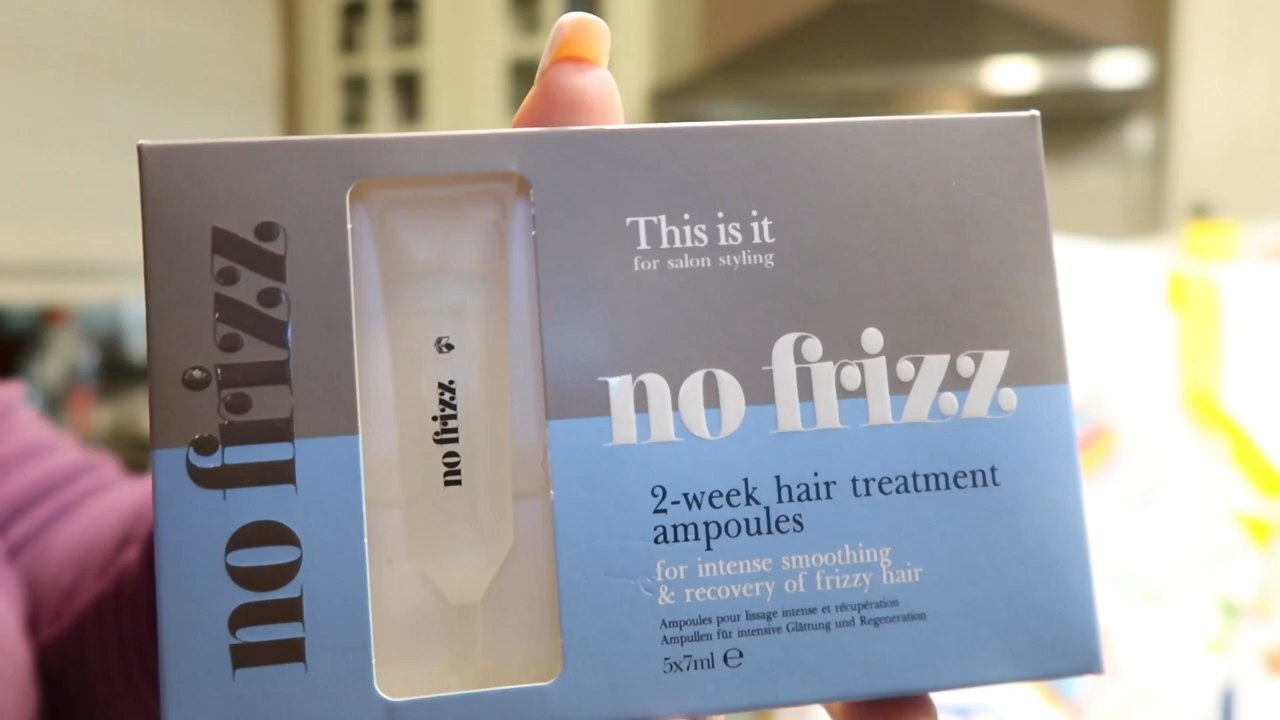 no frizz
no frizz
This is it
for salon styling
no frizz
2-week hair treatment
ampoules
for intense smoothing
& recovery of frizzy hair
Ampoules pour lissage intense et récupération
Ampullen für intensive Glättung und Regeneration
5x7ml ℮